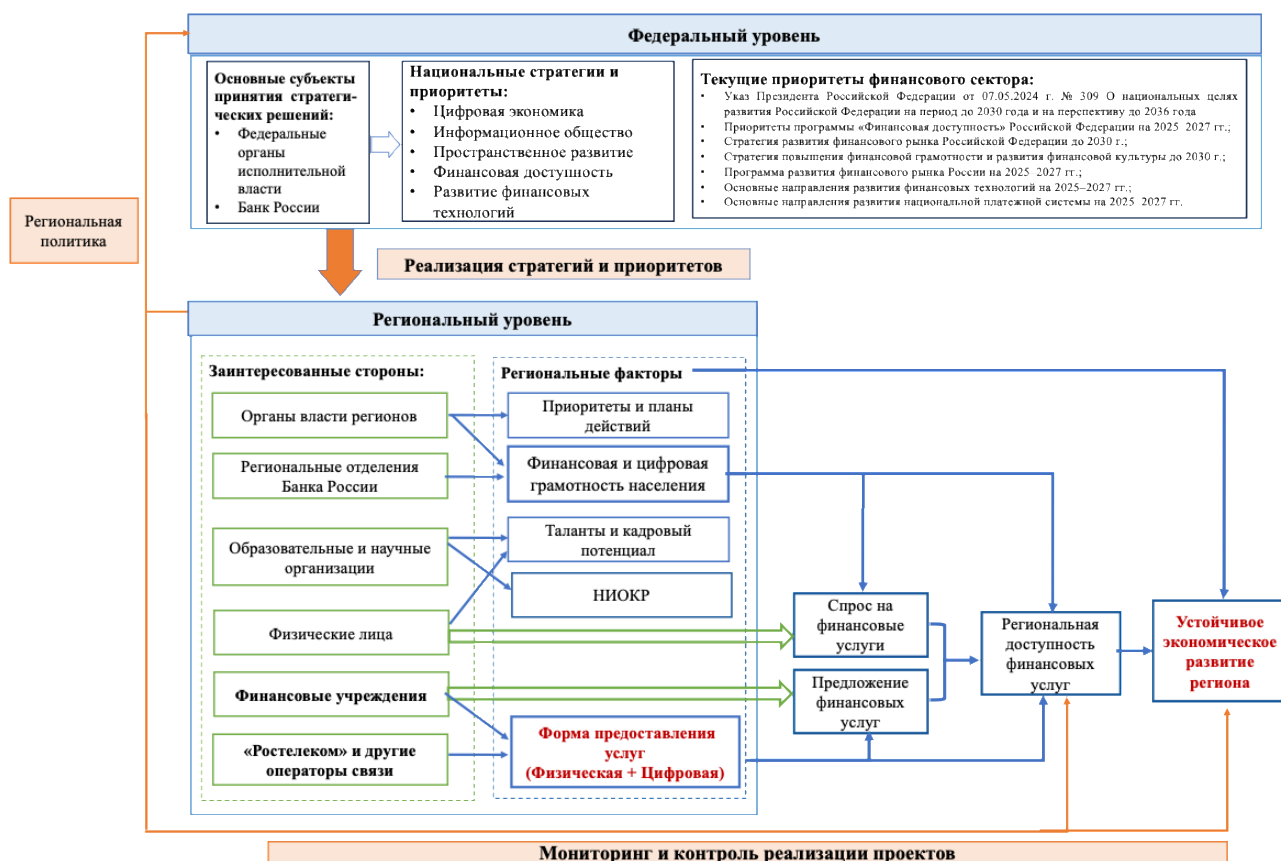 Федеральный уровень
Основные субъекты
принятия стратеги-
ческих решений:
• Федеральные
органы
исполнительной
власти
• Банк России
Национальные стратегии и
приоритеты:
• Цифровая экономика
• Информационное общество
• Пространственное развитие
• Финансовая доступность
• Развитие финансовых
технологий
Текущие приоритеты финансового сектора:
• Указ Президента Российской Федерации от 07.05.2024 г. № 309 О национальных целях
развития Российской Федерации на период до 2030 года и на перспективу до 2036 года
• Приоритеты программы «Финансовая доступность» Российской Федерации на 2025–2027 гг.;
• Стратегия развития финансового рынка Российской Федерации до 2030 г.;
• Стратегия повышения финансовой грамотности и развития финансовой культуры до 2030 г.;
• Программа развития финансового рынка России на 2025–2027 гг.;
• Основные направления развития финансовых технологий на 2025–2027 гг.;
• Основные направления развития национальной платежной системы на 2025–2027 гг.
Региональная
политика
Реализация стратегий и приоритетов
Региональный уровень
Заинтересованные стороны:
Органы власти регионов
Региональные отделения
Банка России
Образовательные и научные
организации
Физические лица
Финансовые учреждения
«Ростелеком» и другие
операторы связи
Региональные факторы
Приоритеты и планы
действий
Финансовая и цифровая
грамотность населения
Таланты и кадровый
потенциал
НИОКР
Форма предоставления
услуг
(Физическая + Цифровая)
Спрос на
финансовые
услуги
Предложение
финансовых
услуг
Региональная
доступность
финансовых
услуг
Устойчивое
экономическое
развитие
региона
Мониторинг и контроль реализации проектов